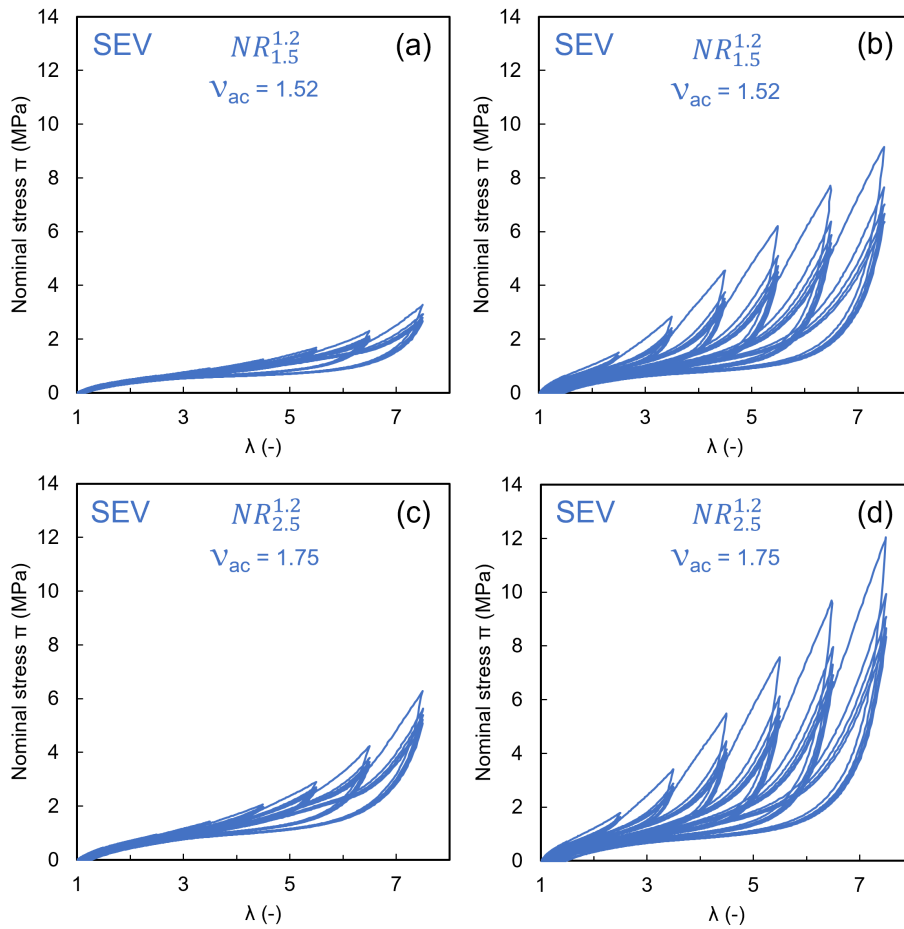 14
12
10
8
6
4
2
0
Nominal stress π (MPa)
SEV
NR 1.2 1.5
(a)
νac = 1.52
1 3 5 7
λ (-)
14
12
10
8
6
4
2
0
Nominal stress π (MPa)
SEV
NR 1.2 1.5
(b)
νac = 1.52
1 3 5 7
λ (-)
14
12
10
8
6
4
2
0
Nominal stress π (MPa)
SEV
NR 1.2 2.5
(c)
νac = 1.75
1 3 5 7
λ (-)
14
12
10
8
6
4
2
0
Nominal stress π (MPa)
SEV
NR 1.2 2.5
(d)
νac = 1.75
1 3 5 7
λ (-)